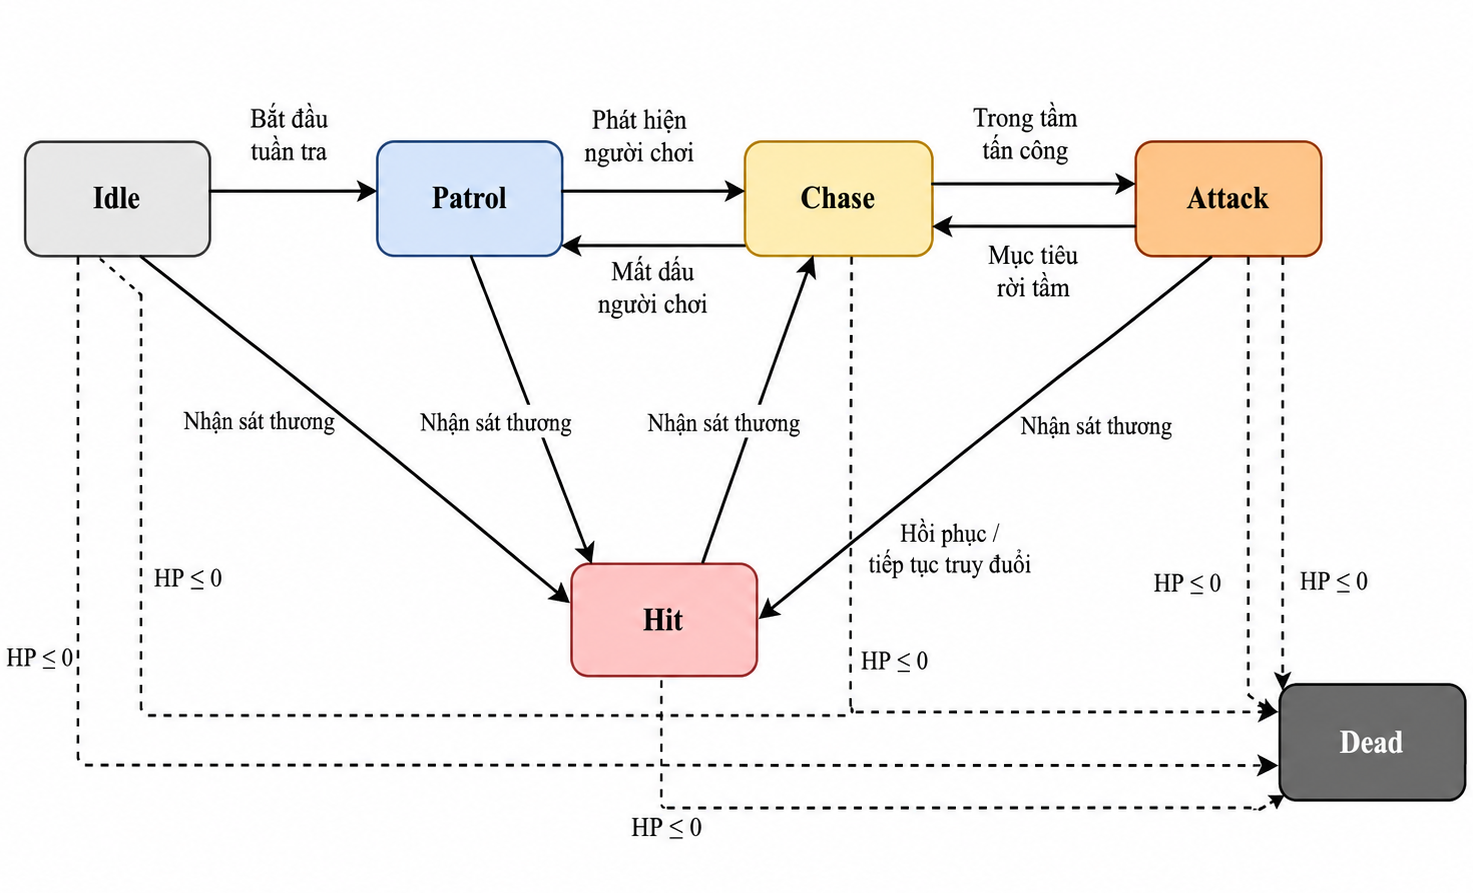 Bắt đầu
tuần tra
Phát hiện
người chơi
Trong tầm
tấn công
Idle
Patrol
Chase
Attack
Mất dấu
người chơi
Mục tiêu
rời tầm
Nhận sát thương
Nhận sát thương
Nhận sát thương
Nhận sát thương
Hồi phục /
tiếp tục truy đuổi
HP ≤ 0
HP ≤ 0
HP ≤ 0
Hit
HP ≤ 0
HP ≤ 0
Dead
HP ≤ 0